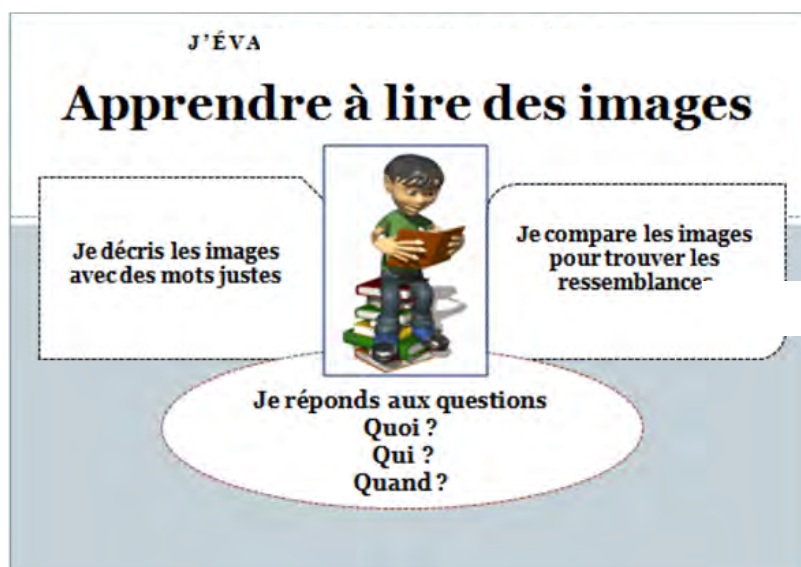 J'ÉVA
Apprendre à lire des images
Je décris les images
avec des mots justes
Je compare les images
pour trouver les
ressemblances
Je réponds aux questions
Quoi ?
Qui ?
Quand ?